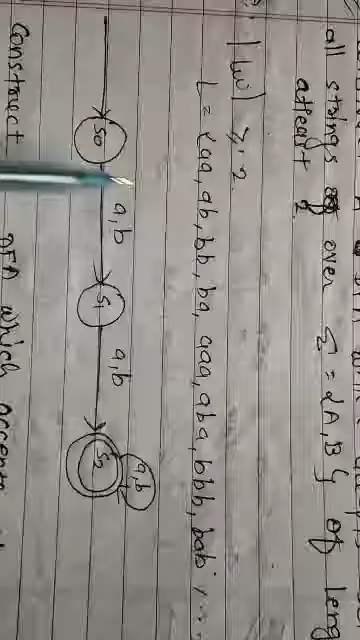 all strings over Σ = {A,B} of leng
atleast 2
|w| ≥ 2
L = {aa, ab, bb, ba, aaa, aba, bbb, bab, ...
S0 a,b S1 a,b S2 a,b
Construct DFA which accepts